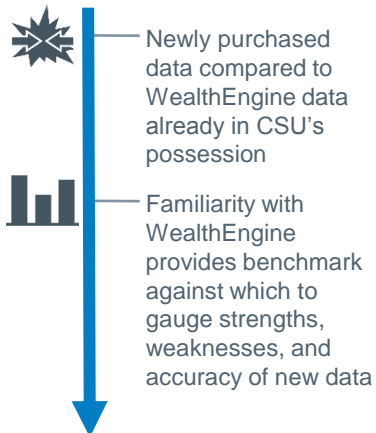 Newly purchased
data compared to
WealthEngine data
already in CSU's
possession
Familiarity with
WealthEngine
provides benchmark
against which to
gauge strengths,
weaknesses, and
accuracy of new data